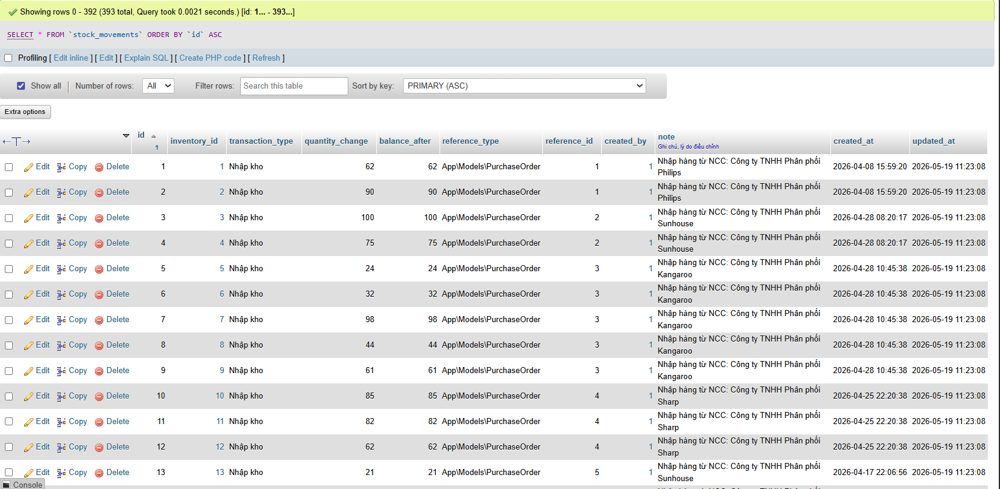 Showing rows 0 - 392 (393 total, Query took 0.0021 seconds.) [id: 1... - 393...]
SELECT * FROM `stock_movements` ORDER BY `id` ASC
Profiling [ Edit inline ] [ Edit ] [ Explain SQL ] [ Create PHP code ] [ Refresh ]
Show all Number of rows: All Filter rows: Search this table Sort by key: PRIMARY (ASC)
Extra options
id 1 inventory_id transaction_type quantity_change balance_after reference_type reference_id created_by note created_at updated_at
Ghi chú, lý do điều chỉnh
Edit Copy Delete 1 1 Nhập kho 62 62 App\Models\PurchaseOrder 1 1 Nhập hàng từ NCC: Công ty TNHH Phân phối 2026-04-08 15:59:20 2026-05-19 11:23:08
Philips
Edit Copy Delete 2 2 Nhập kho 90 90 App\Models\PurchaseOrder 1 1 Nhập hàng từ NCC: Công ty TNHH Phân phối 2026-04-08 15:59:20 2026-05-19 11:23:08
Philips
Edit Copy Delete 3 3 Nhập kho 100 100 App\Models\PurchaseOrder 2 1 Nhập hàng từ NCC: Công ty TNHH Phân phối 2026-04-28 08:20:17 2026-05-19 11:23:08
Sunhouse
Edit Copy Delete 4 4 Nhập kho 75 75 App\Models\PurchaseOrder 2 1 Nhập hàng từ NCC: Công ty TNHH Phân phối 2026-04-28 08:20:17 2026-05-19 11:23:08
Sunhouse
Edit Copy Delete 5 5 Nhập kho 24 24 App\Models\PurchaseOrder 3 1 Nhập hàng từ NCC: Công ty TNHH Phân phối 2026-04-28 10:45:38 2026-05-19 11:23:08
Kangaroo
Edit Copy Delete 6 6 Nhập kho 32 32 App\Models\PurchaseOrder 3 1 Nhập hàng từ NCC: Công ty TNHH Phân phối 2026-04-28 10:45:38 2026-05-19 11:23:08
Kangaroo
Edit Copy Delete 7 7 Nhập kho 98 98 App\Models\PurchaseOrder 3 1 Nhập hàng từ NCC: Công ty TNHH Phân phối 2026-04-28 10:45:38 2026-05-19 11:23:08
Kangaroo
Edit Copy Delete 8 8 Nhập kho 44 44 App\Models\PurchaseOrder 3 1 Nhập hàng từ NCC: Công ty TNHH Phân phối 2026-04-28 10:45:38 2026-05-19 11:23:08
Kangaroo
Edit Copy Delete 9 9 Nhập kho 61 61 App\Models\PurchaseOrder 3 1 Nhập hàng từ NCC: Công ty TNHH Phân phối 2026-04-28 10:45:38 2026-05-19 11:23:08
Kangaroo
Edit Copy Delete 10 10 Nhập kho 85 85 App\Models\PurchaseOrder 4 1 Nhập hàng từ NCC: Công ty TNHH Phân phối 2026-04-25 22:20:38 2026-05-19 11:23:08
Sharp
Edit Copy Delete 11 11 Nhập kho 82 82 App\Models\PurchaseOrder 4 1 Nhập hàng từ NCC: Công ty TNHH Phân phối 2026-04-25 22:20:38 2026-05-19 11:23:08
Sharp
Edit Copy Delete 12 12 Nhập kho 62 62 App\Models\PurchaseOrder 4 1 Nhập hàng từ NCC: Công ty TNHH Phân phối 2026-04-25 22:20:38 2026-05-19 11:23:08
Sharp
Edit Copy Delete 13 13 Nhập kho 21 21 App\Models\PurchaseOrder 5 1 Nhập hàng từ NCC: Công ty TNHH Phân phối 2026-04-17 22:06:56 2026-05-19 11:23:08
Sunhouse
Console